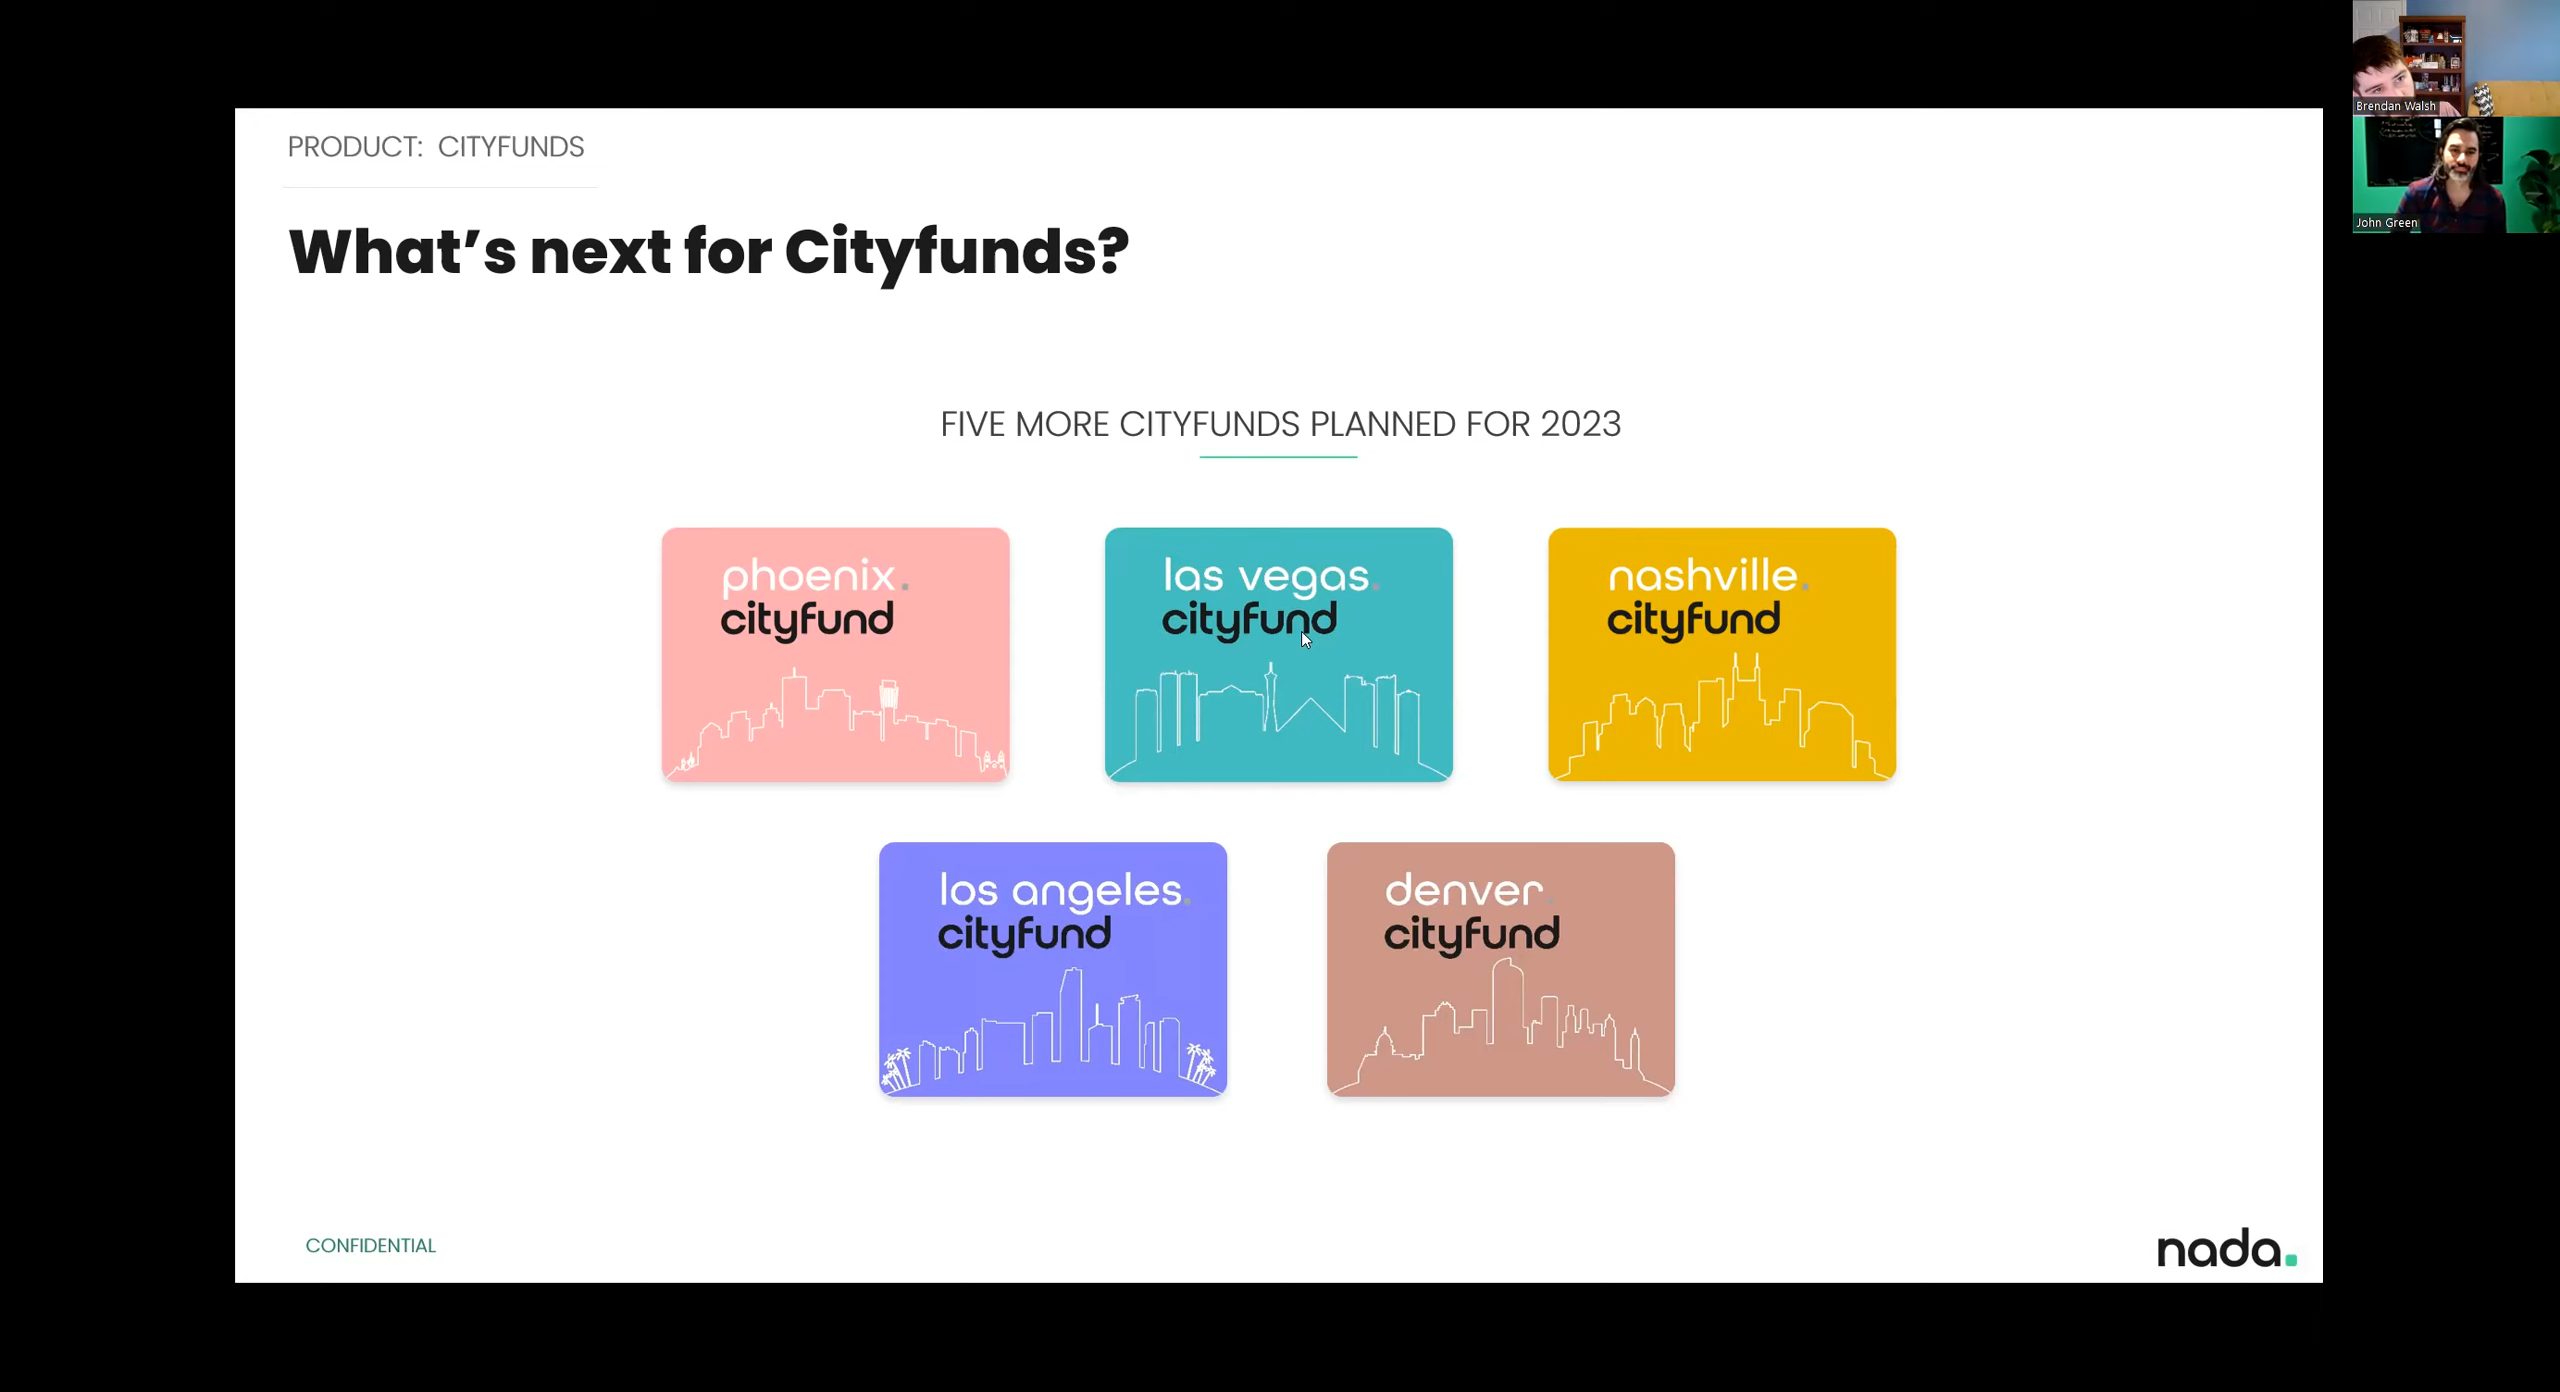 PRODUCT: CITYFUNDS
What's next for Cityfunds?
FIVE MORE CITYFUNDS PLANNED FOR 2023
phoenix.
cityfund
las vegas.
cityfund
nashville.
cityfund
los angeles.
cityfund
denver.
cityfund
CONFIDENTIAL
nada.
Brendan Walsh
John Green